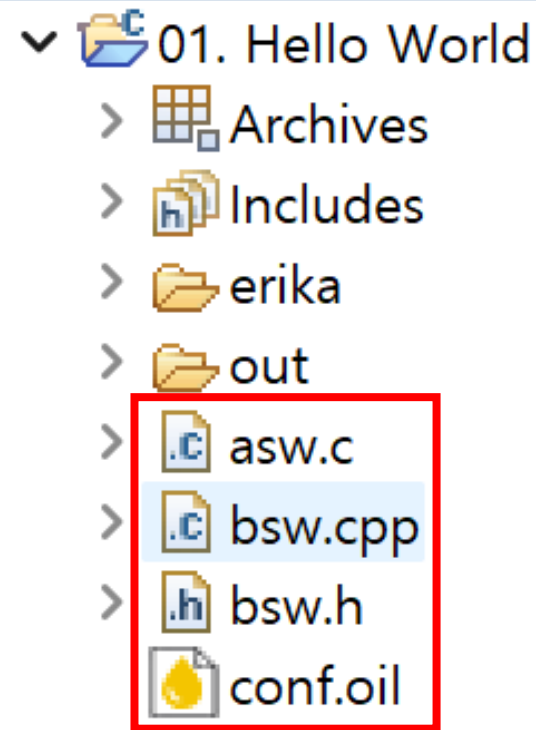 01. Hello World
Archives
Includes
erika
out
asw.c
bsw.cpp
bsw.h
conf.oil